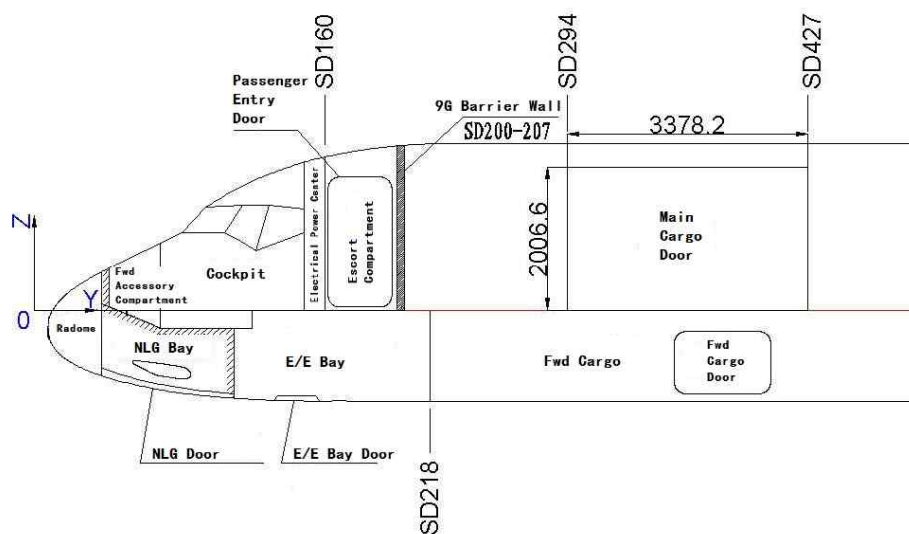 SD160
SD294
SD427
Passenger
Entry
Door
9G Barrier Wall
SD200-207
3378.2
Z
Electrical Power Center
Escort
Compartment
2006.6
Main
Cargo
Door
Fwd
Accessory
Compartment
Cockpit
Y
0
Radome
NLG Bay
E/E Bay
Fwd Cargo
Fwd
Cargo
Door
NLG Door
E/E Bay Door
SD218